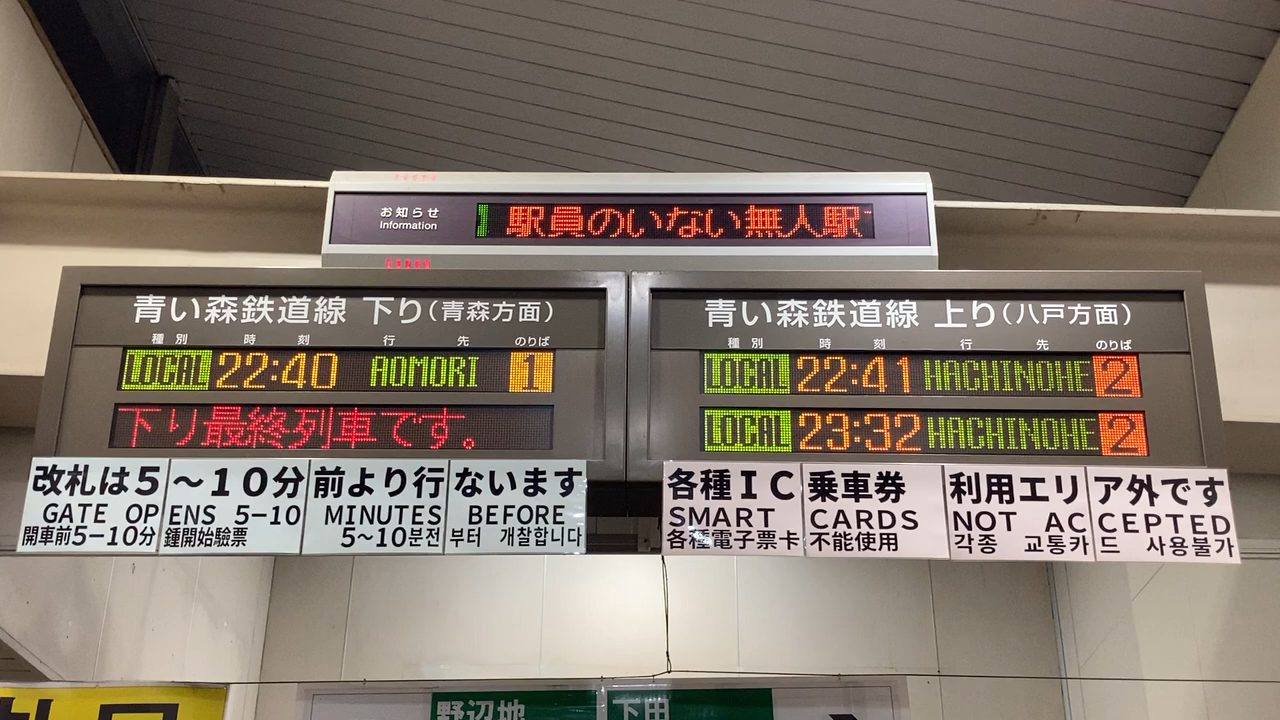 お知らせ
Information
駅員のいない無人駅
青い森鉄道線 下り(青森方面)
種別 時刻 行先 のりば
LOCAL 22:40 AOMORI 1
下り最終列車です。
青い森鉄道線 上り(八戸方面)
種別 時刻 行先 のりば
LOCAL 22:41 HACHINOHE 2
LOCAL 23:32 HACHINOHE 2
改札は5～10分前より行ないます
GATE OPENS 5-10 MINUTES BEFORE
開車前5-10分鍾開始驗票 5~10분전부터 개찰합니다
各種IC乗車券利用エリア外です
SMART CARDS NOT ACCEPTED
各種電子票卡不能使用 각종 교통카드 사용불가
野辺地 下田